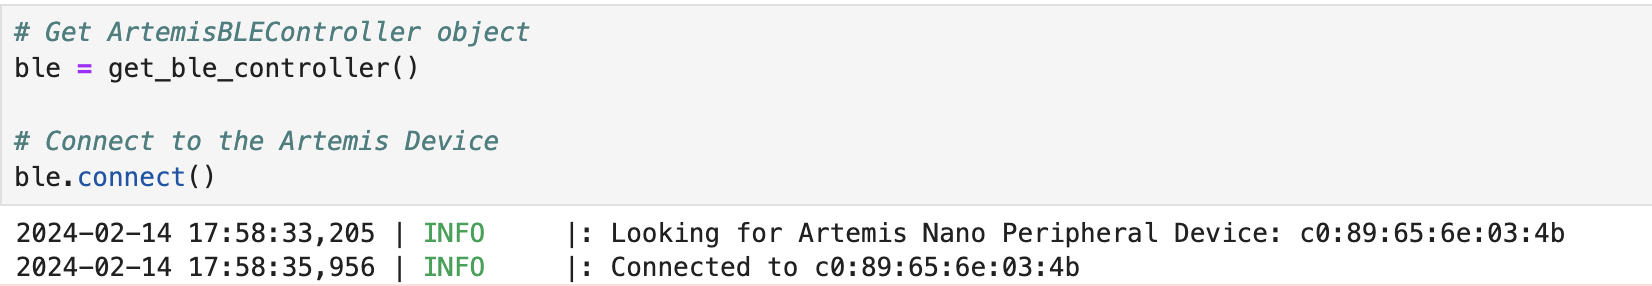 # Get ArtemisBLEController object
ble = get_ble_controller()
# Connect to the Artemis Device
ble.connect()
2024-02-14 17:58:33,205 | INFO     |: Looking for Artemis Nano Peripheral Device: c0:89:65:6e:03:4b
2024-02-14 17:58:35,956 | INFO     |: Connected to c0:89:65:6e:03:4b